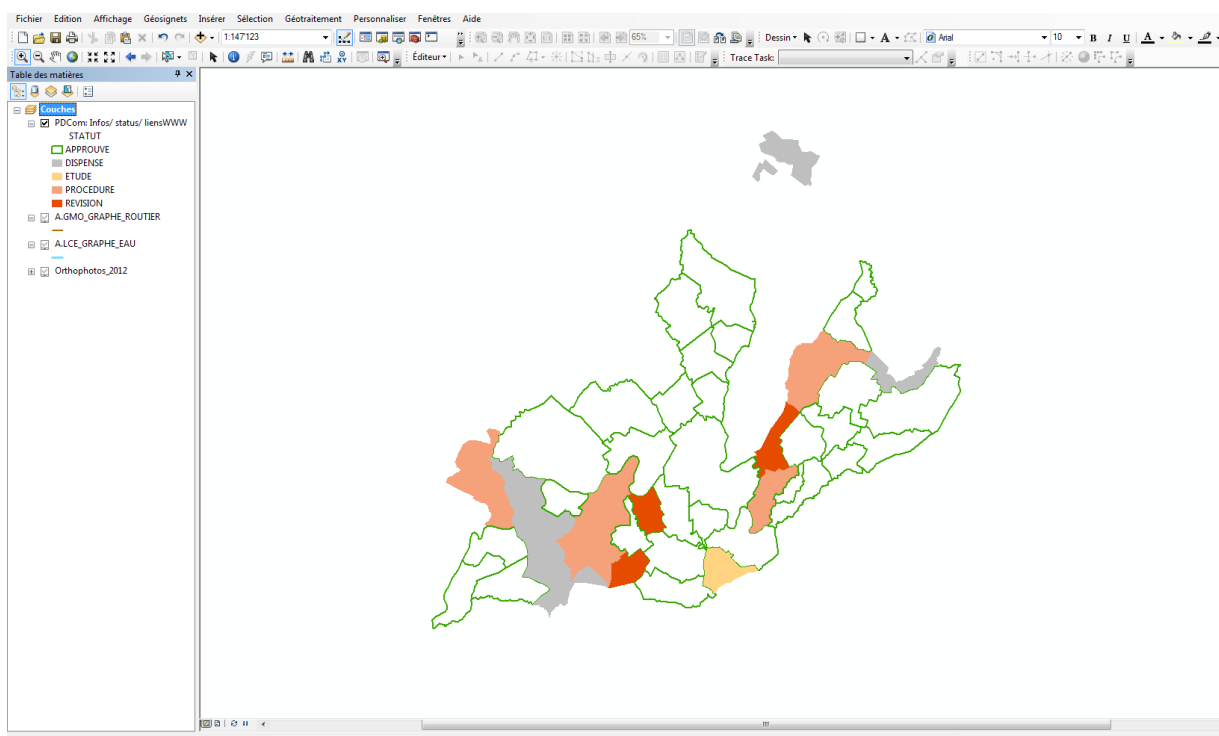 Fichier Edition Affichage Géosignets Insérer Sélection Géotraitement Personnaliser Fenêtres Aide
1:147123 65% Dessin A Arial 10 B I U A
Éditeur Trace Task:
Table des matières
Couches
PDCom: Infos/ status/ liensWWW
STATUT
APPROUVE
DISPENSE
ETUDE
PROCEDURE
REVISION
A.GMO_GRAPHE_ROUTIER
A.LCE_GRAPHE_EAU
Orthophotos_2012